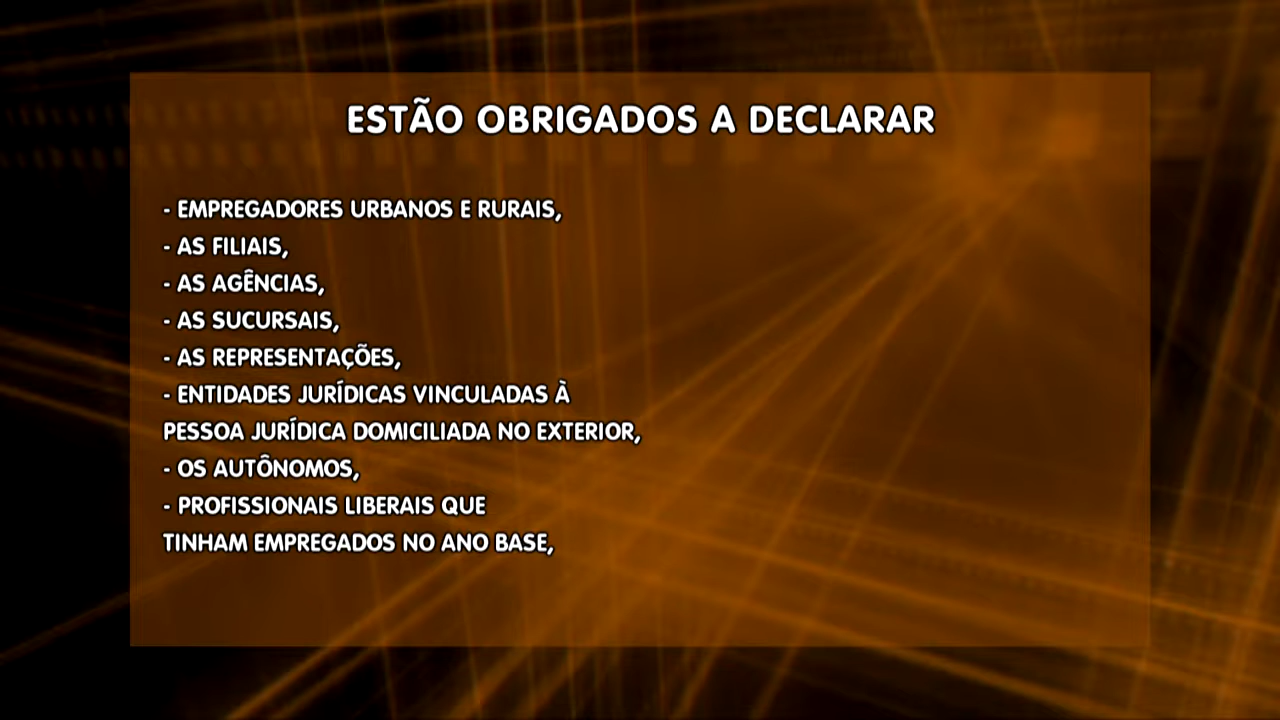 ESTÃO OBRIGADOS A DECLARAR
- EMPREGADORES URBANOS E RURAIS,
- AS FILIAIS,
- AS AGÊNCIAS,
- AS SUCURSAIS,
- AS REPRESENTAÇÕES,
- ENTIDADES JURÍDICAS VINCULADAS À
PESSOA JURÍDICA DOMICILIADA NO EXTERIOR,
- OS AUTÔNOMOS,
- PROFISSIONAIS LIBERAIS QUE
TINHAM EMPREGADOS NO ANO BASE,